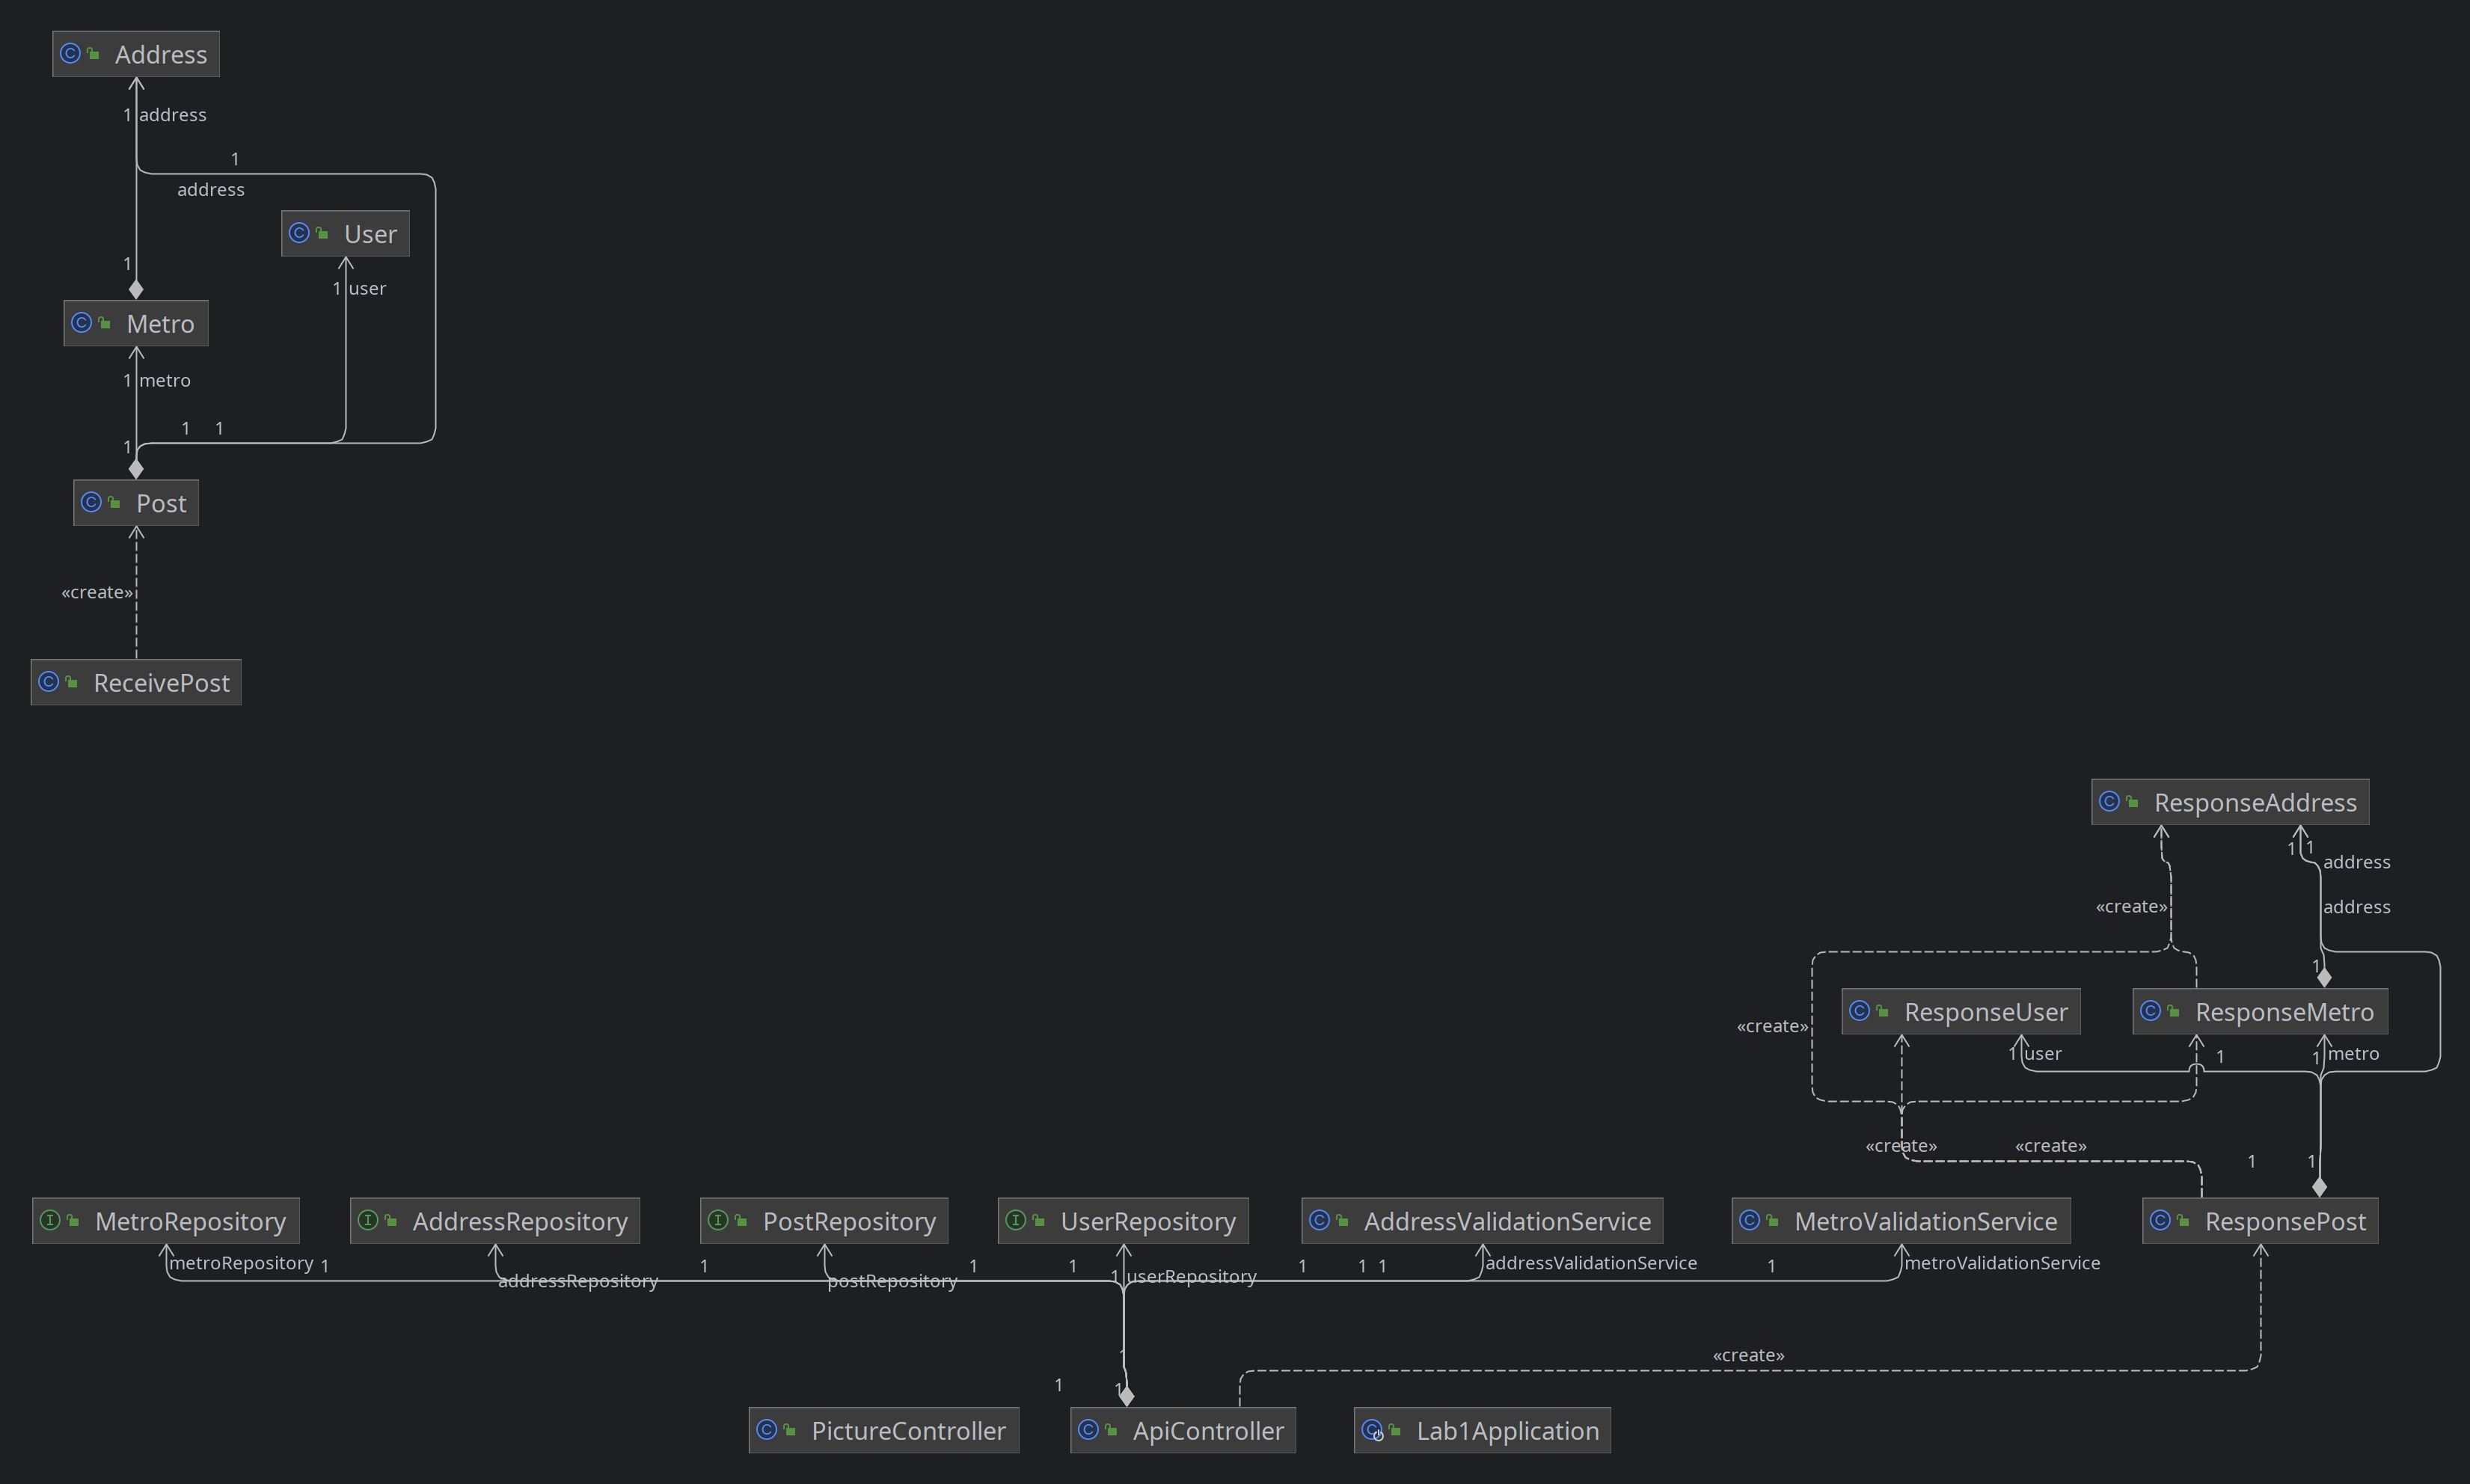 Address
1 address
1
address
User
1 user
1
Metro
1 metro
1 1
1
Post
«create»
ReceivePost
ResponseAddress
1 1
address
«create»
address
1
ResponseUser
ResponseMetro
«create»
1 user
1
1 metro
«create»
«create»
1
1
MetroRepository
AddressRepository
PostRepository
UserRepository
AddressValidationService
MetroValidationService
ResponsePost
metroRepository 1
addressRepository
1
postRepository
1
1
1 userRepository
1
1 1
addressValidationService
1
metroValidationService
1
«create»
1
1
PictureController
ApiController
Lab1Application